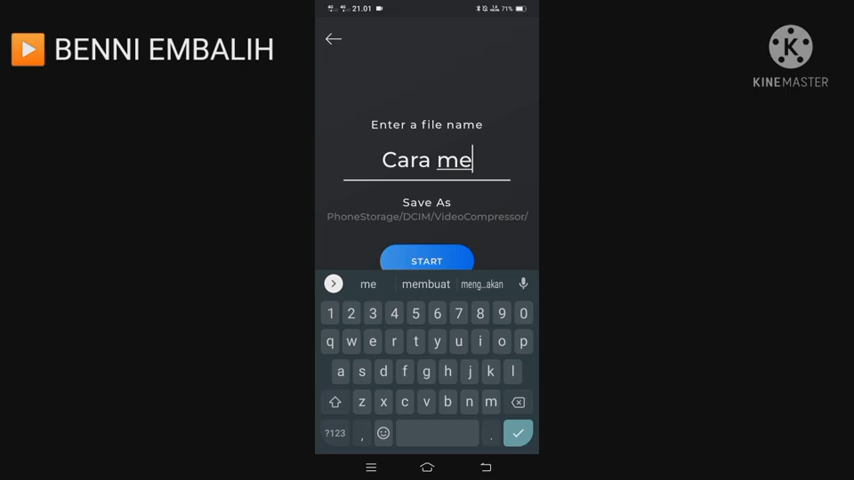 BENNI EMBALIH
K
KINEMASTER
21.01 71%
Enter a file name
Cara me
Save As
PhoneStorage/DCIM/VideoCompressor/
START
me membuat meng...akan
1 2 3 4 5 6 7 8 9 0
q w e r t y u i o p
a s d f g h j k l
z x c v b n m
?123 , .